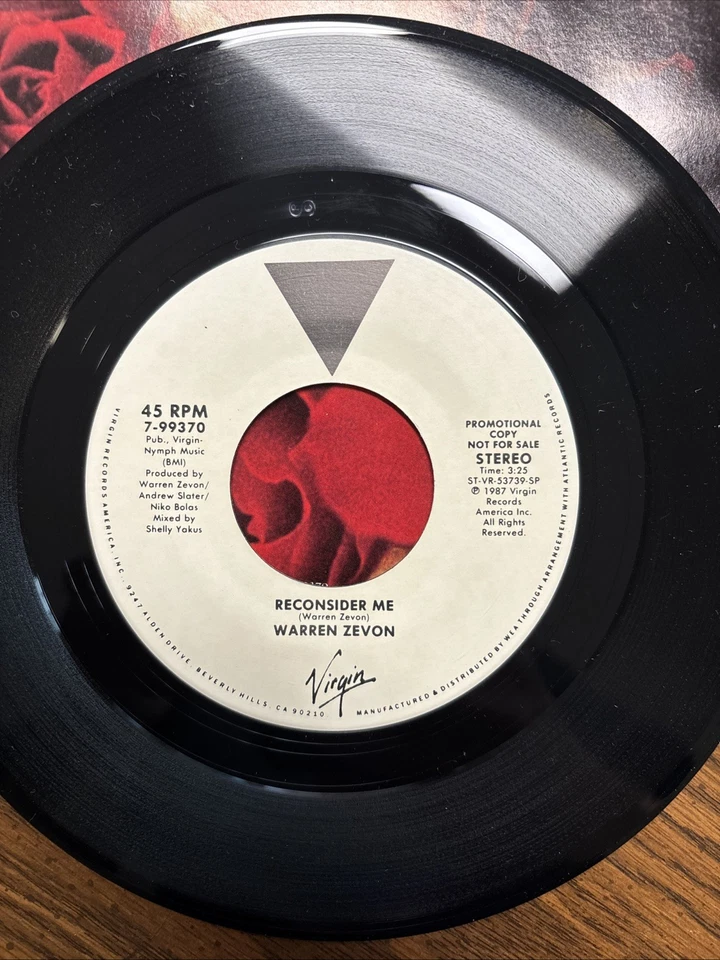 45 RPM
7-99370
Pub., Virgin-
Nymph Music
(BMI)
Produced by
Warren Zevon/
Andrew Slater/
Niko Bolas
Mixed by
Shelly Yakus
PROMOTIONAL
COPY
NOT FOR SALE
STEREO
Time: 3:25
ST-VR-53739-SP
℗ 1987 Virgin
Records
America Inc.
All Rights
Reserved.
RECONSIDER ME
(Warren Zevon)
WARREN ZEVON
Virgin
VIRGIN RECORDS AMERICA, INC., 9247 ALDEN DRIVE, BEVERLY HILLS, CA 90210 MANUFACTURED & DISTRIBUTED BY WEA THROUGH ARRANGEMENT WITH ATLANTIC RECORDS